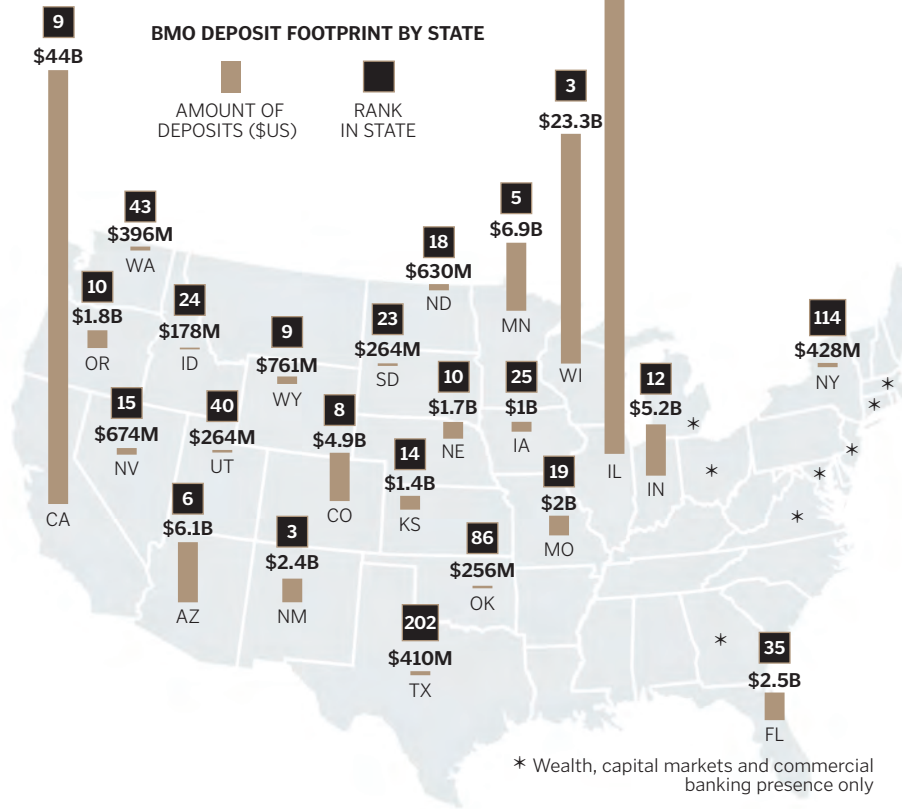 BMO DEPOSIT FOOTPRINT BY STATE
AMOUNT OF
DEPOSITS ($US)
RANK
IN STATE
9
$44B
CA
43
$396M
WA
10
$1.8B
OR
24
$178M
ID
9
$761M
WY
15
$674M
NV
40
$264M
UT
6
$6.1B
AZ
3
$2.4B
NM
8
$4.9B
CO
18
$630M
ND
23
$264M
SD
10
$1.7B
NE
14
$1.4B
KS
86
$256M
OK
202
$410M
TX
5
$6.9B
MN
25
$1B
IA
19
$2B
MO
3
$23.3B
WI
IL
12
$5.2B
IN
114
$428M
NY
35
$2.5B
FL
* Wealth, capital markets and commercial
banking presence only